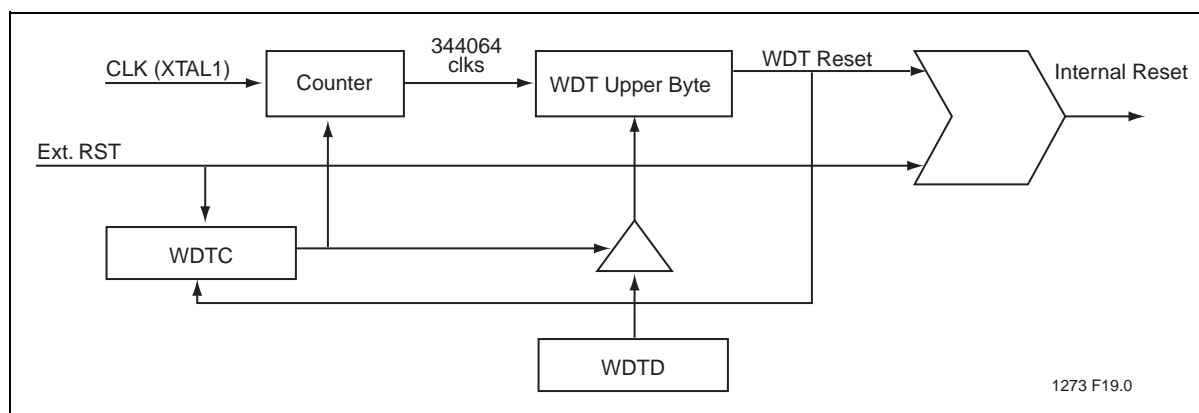 344064
clks
CLK (XTAL1)
Counter
WDT Upper Byte
WDT Reset
Internal Reset
Ext. RST
WDTC
WDTD
1273 F19.0